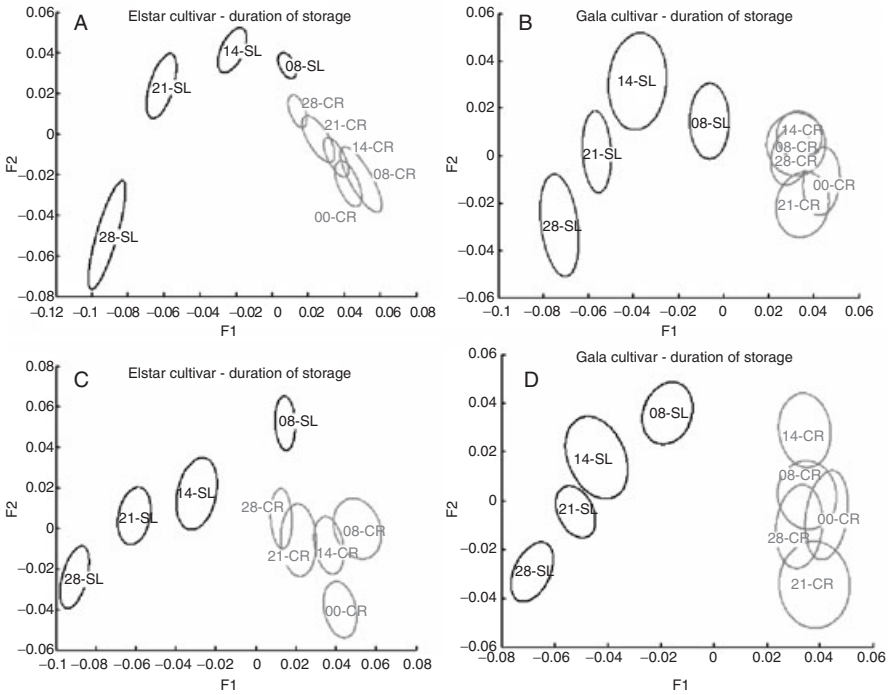 A
Elstar cultivar - duration of storage
0.06
0.04
0.02
0
−0.02
−0.04
−0.06
−0.08
F2
14-SL
08-SL
21-SL
28-CR
21-CR
14-CR
08-CR
00-CR
28-SL
−0.12
−0.1
−0.08
−0.06
−0.04
−0.02
0
0.02
0.04
0.06
0.08
F1
B
Gala cultivar - duration of storage
0.06
0.04
0.02
0
−0.02
−0.04
−0.06
F2
14-SL
08-SL
21-SL
14-CR
08-CR
28-CR
00-CR
21-CR
28-SL
−0.1
−0.08
−0.06
−0.04
−0.02
0
0.02
0.04
0.06
F1
C
Elstar cultivar - duration of storage
0.08
0.06
0.04
0.02
0
−0.02
−0.04
−0.06
F2
08-SL
14-SL
21-SL
28-CR
08-CR
21-CR
14-CR
28-SL
00-CR
−0.1
−0.08
−0.06
−0.04
−0.02
0
0.02
0.04
0.06
0.08
F1
D
Gala cultivar - duration of storage
0.06
0.04
0.02
0
−0.02
−0.04
−0.06
F2
08-SL
14-CR
14-SL
08-CR
21-SL
00-CR
28-CR
28-SL
21-CR
−0.08
−0.06
−0.04
−0.02
0
0.02
0.04
0.06
F1